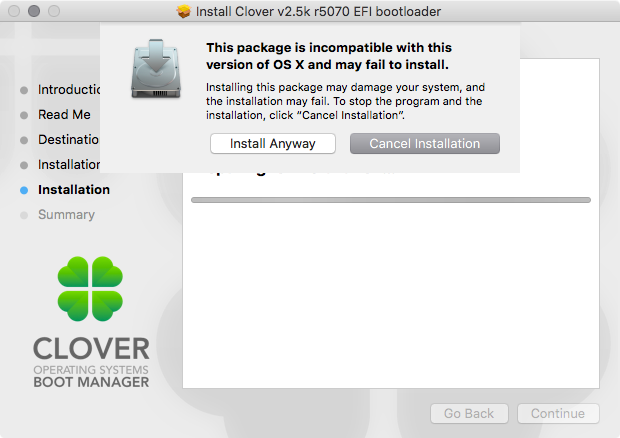 Install Clover v2.5k r5070 EFI bootloader
This package is incompatible with this
version of OS X and may fail to install.
Installing this package may damage your system, and
the installation may fail. To stop the program and the
installation, click “Cancel Installation”.
Install Anyway
Cancel Installation
Introductio
Read Me
Destinatio
Installation
Installation
Summary
CLOVER
OPERATING SYSTEMS
BOOT MANAGER
Go Back
Continue